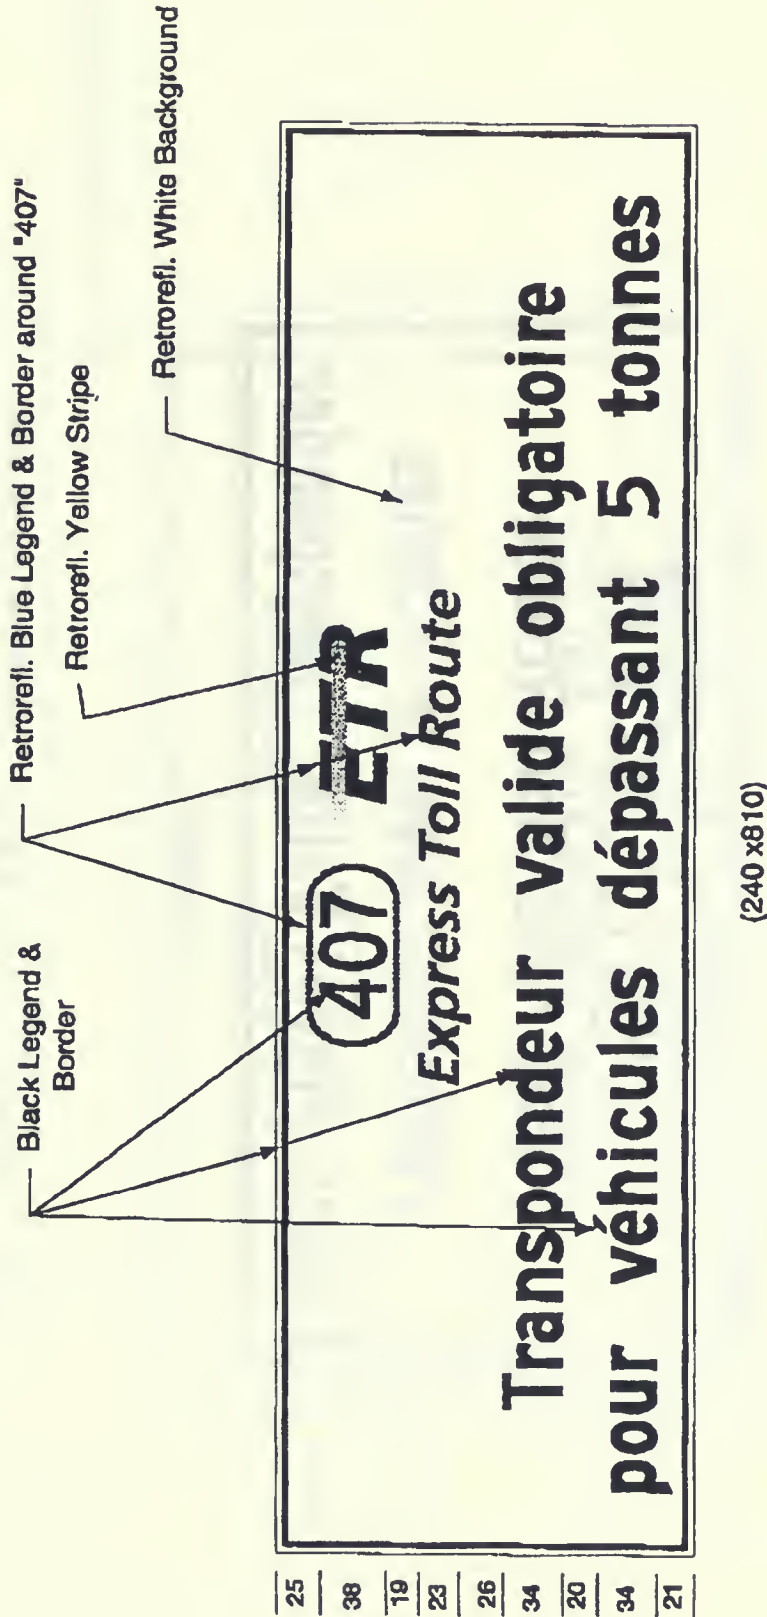 Black Legend &
Border
Retrorefl. Blue Legend & Border around "407"
Retrorefl. Yellow Stripe
Retrorefl. White Background
407 ETR
Express Toll Route
Transpondeur valide obligatoire
pour véhicules dépassant 5 tonnes
25
38
19
23
26
34
20
34
21
(240 x810)